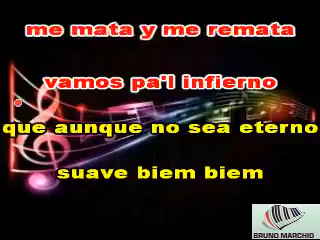 me mata y me remata
vamos pa'l infierno
que aunque no sea eterno
suave biem biem
BRUNO MARCHIO